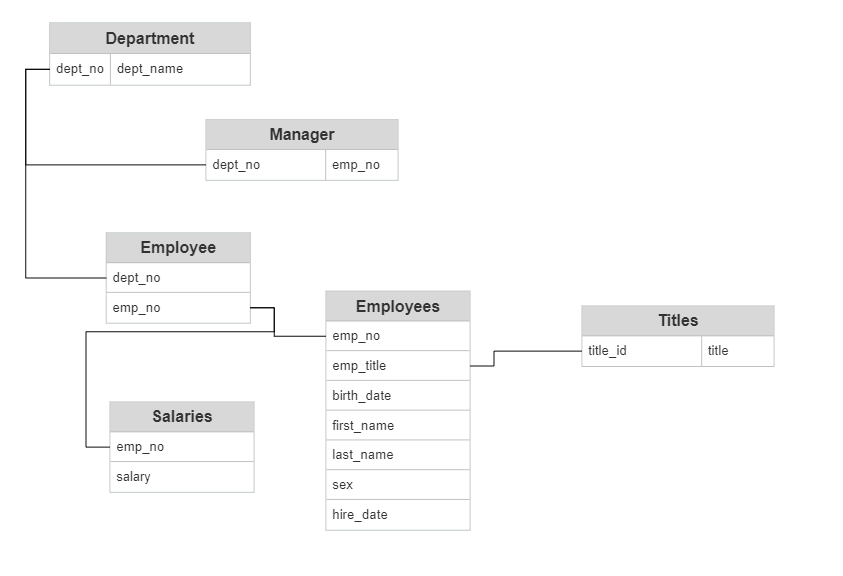 Department
dept_no dept_name
Manager
dept_no emp_no
Employee
dept_no
emp_no
Employees
emp_no
emp_title
birth_date
first_name
last_name
sex
hire_date
Titles
title_id title
Salaries
emp_no
salary